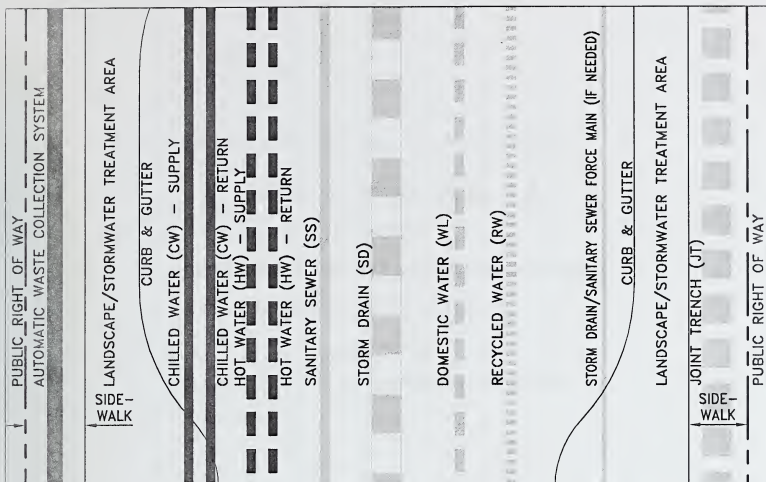 PUBLIC RIGHT OF WAY
AUTOMATIC WASTE COLLECTION SYSTEM
SIDE-
WALK
LANDSCAPE/STORMWATER TREATMENT AREA
CURB & GUTTER
CHILLED WATER (CW) – SUPPLY
CHILLED WATER (CW) – RETURN
HOT WATER (HW) – SUPPLY
HOT WATER (HW) – RETURN
SANITARY SEWER (SS)
STORM DRAIN (SD)
DOMESTIC WATER (WL)
RECYCLED WATER (RW)
STORM DRAIN/SANITARY SEWER FORCE MAIN (IF NEEDED)
CURB & GUTTER
LANDSCAPE/STORMWATER TREATMENT AREA
JOINT TRENCH (JT)
SIDE-
WALK
PUBLIC RIGHT OF WAY